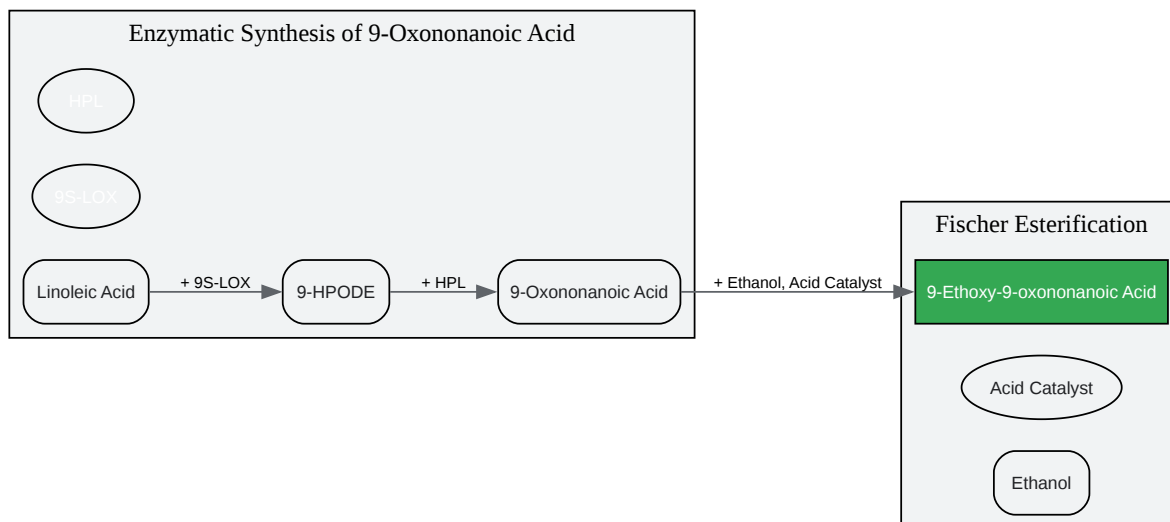 Enzymatic Synthesis of 9-Oxononanoic Acid
HPL
9S-LOX
Linoleic Acid
+ 9S-LOX
9-HPODE
+ HPL
9-Oxononanoic Acid
+ Ethanol, Acid Catalyst
Fischer Esterification
9-Ethoxy-9-oxononanoic Acid
Acid Catalyst
Ethanol